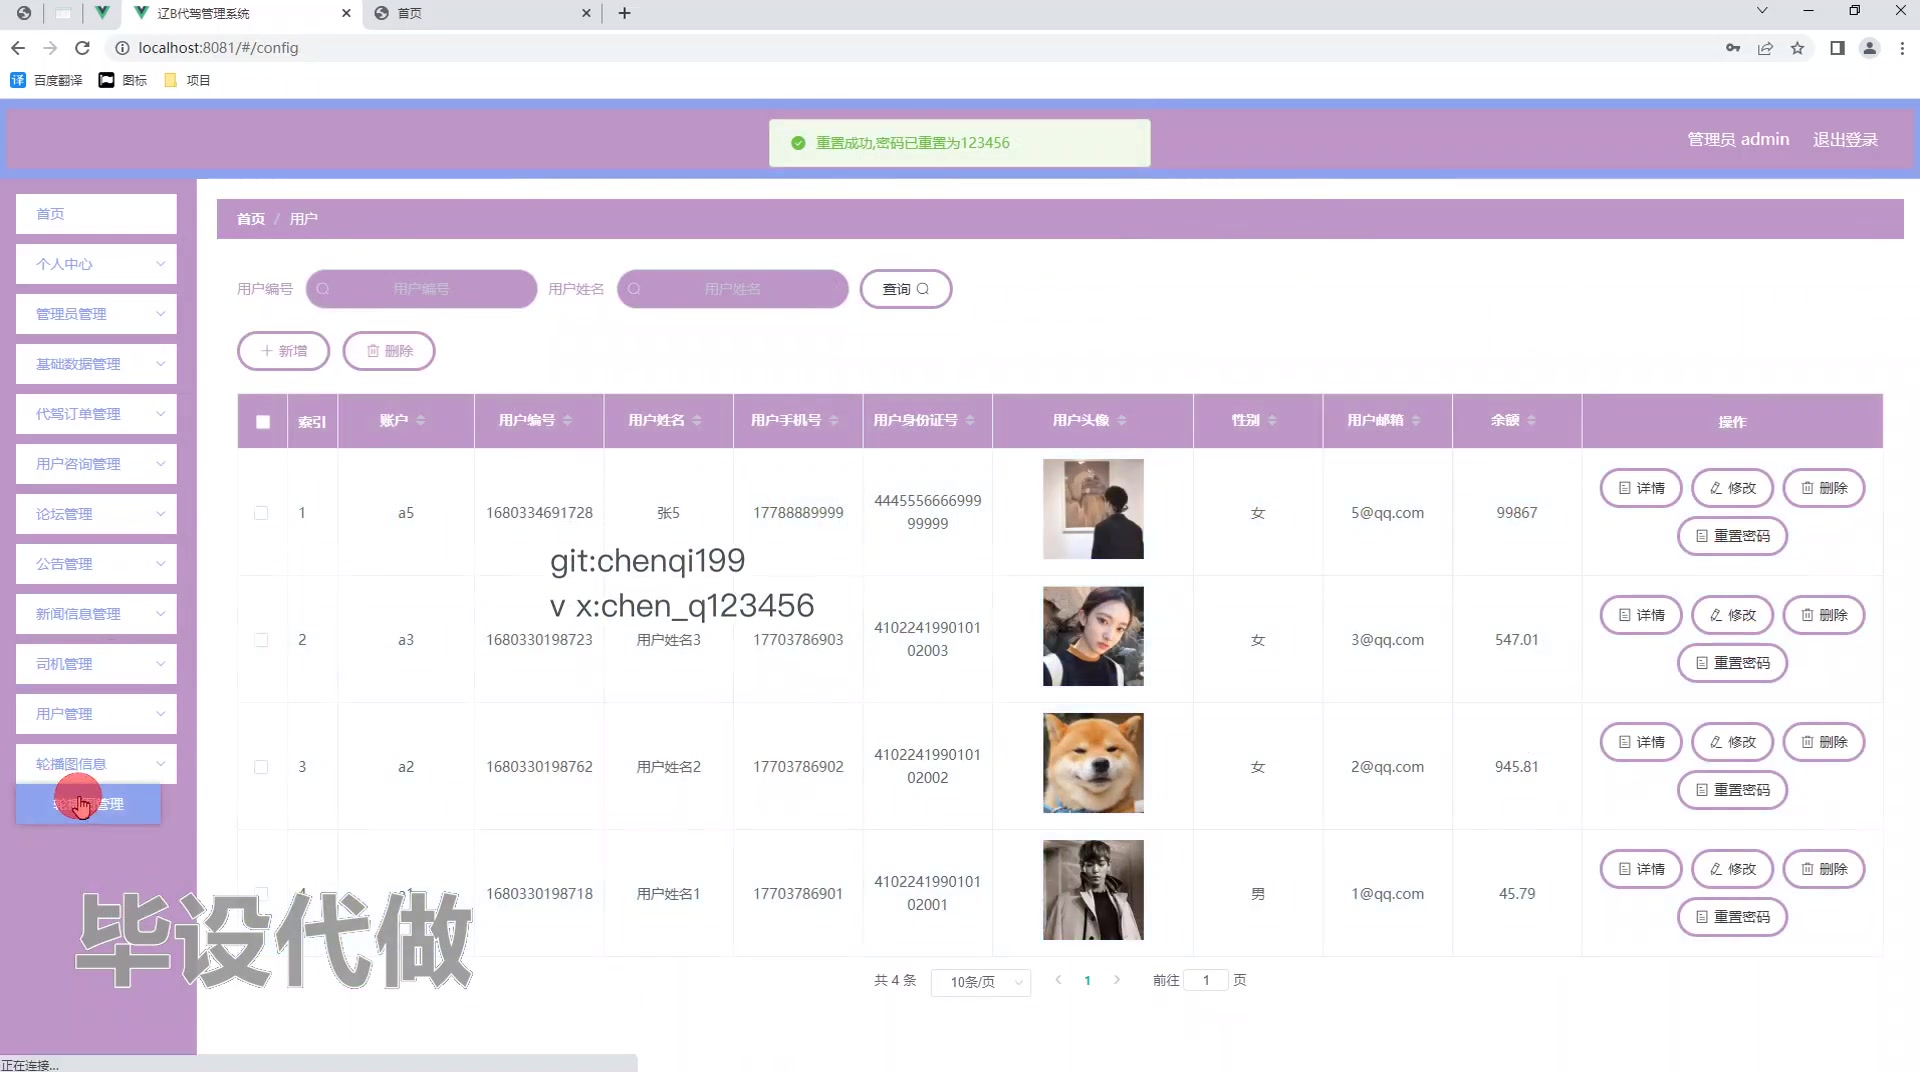 辽B代驾管理系统
首页
localhost:8081/#/config
百度翻译
图标
项目
重置成功,密码已重置为123456
管理员 admin
退出登录
首页
个人中心
管理员管理
基础数据管理
代驾订单管理
用户咨询管理
论坛管理
公告管理
新闻信息管理
司机管理
用户管理
轮播图信息
首页 / 用户
用户编号 用户编号 用户姓名 用户姓名 查询
新增 删除
索引 账户 用户编号 用户姓名 用户手机号 用户身份证号 用户头像 性别 用户邮箱 余额 操作
1 a5 1680334691728 张5 17788889999 4445556666999
99999 女 5@qq.com 99867 详情 修改 删除
重置密码
2 a3 1680330198723 用户姓名3 17703786903 4102241990101
02003 女 3@qq.com 547.01 详情 修改 删除
重置密码
3 a2 1680330198762 用户姓名2 17703786902 4102241990101
02002 女 2@qq.com 945.81 详情 修改 删除
重置密码
1680330198718 用户姓名1 17703786901 4102241990101
02001 男 1@qq.com 45.79 详情 修改 删除
重置密码
git:chenqi199
v x:chen_q123456
毕设代做
共 4 条 10条/页 1 前往 1 页
正在连接...